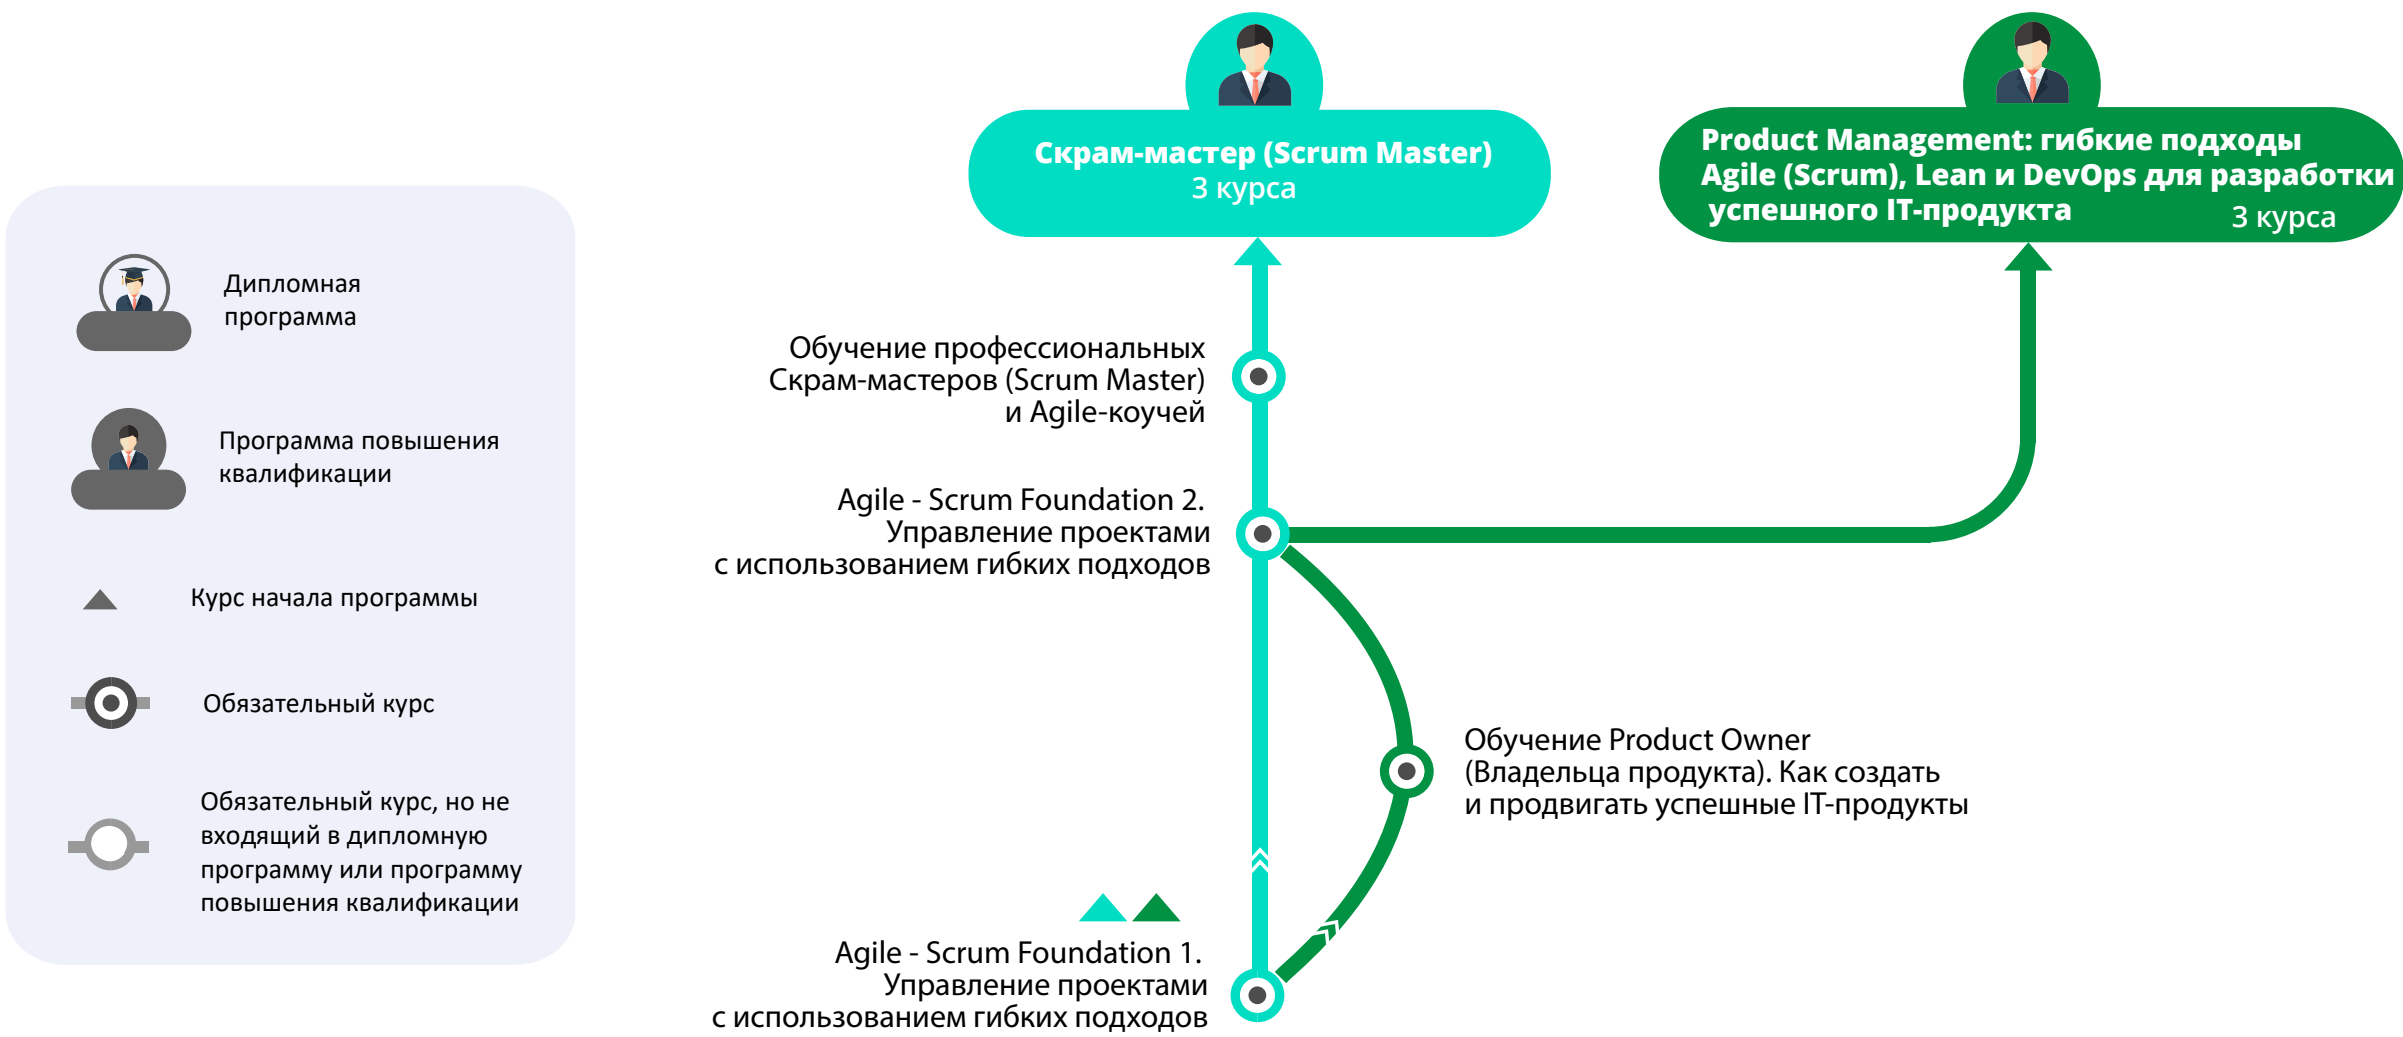 Скрам-мастер (Scrum Master)
3 курса
Product Management: гибкие подходы
Agile (Scrum), Lean и DevOps для разработки
успешного IT-продукта
3 курса
Дипломная
программа
Программа повышения
квалификации
Курс начала программы
Обязательный курс
Обязательный курс, но не
входящий в дипломную
программу или программу
повышения квалификации
Обучение профессиональных
Скрам-мастеров (Scrum Master)
и Agile-коучей
Agile - Scrum Foundation 2.
Управление проектами
с использованием гибких подходов
Обучение Product Owner
(Владельца продукта). Как создать
и продвигать успешные IT-продукты
Agile - Scrum Foundation 1.
Управление проектами
с использованием гибких подходов